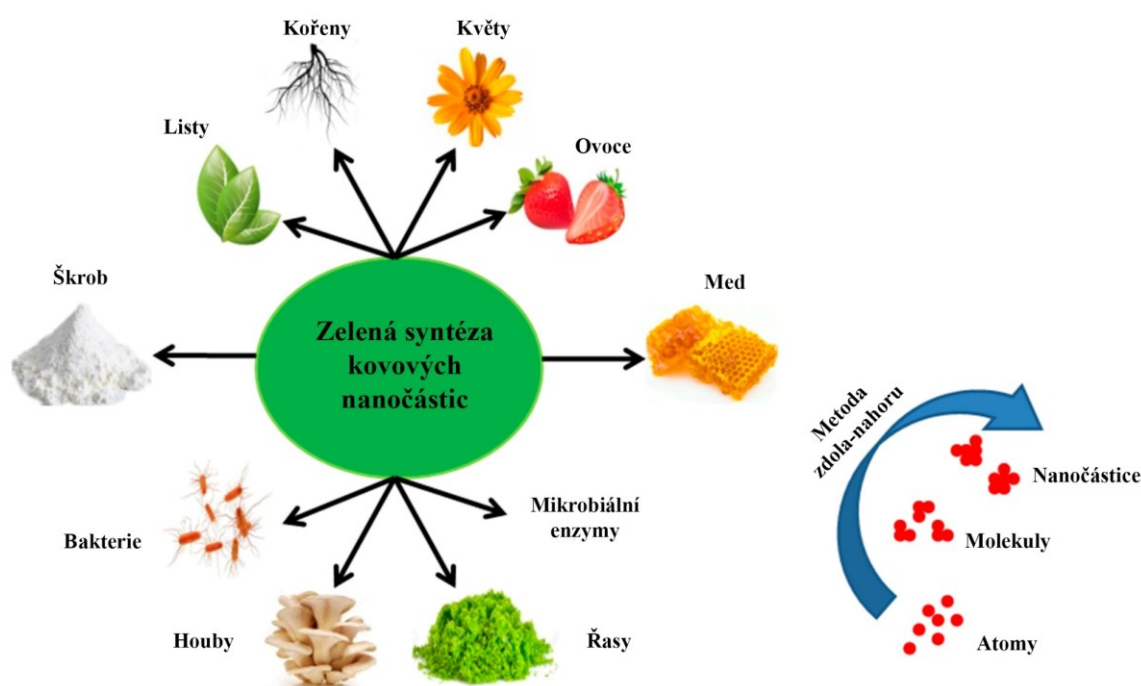 Kořeny
Květy
Listy
Ovoce
Škrob
Med
Zelená syntéza
kovových
nanočástic
Bakterie
Mikrobiální
enzymy
Houby
Řasy
Metoda
zdola-nahoru
Nanočástice
Molekuly
Atomy